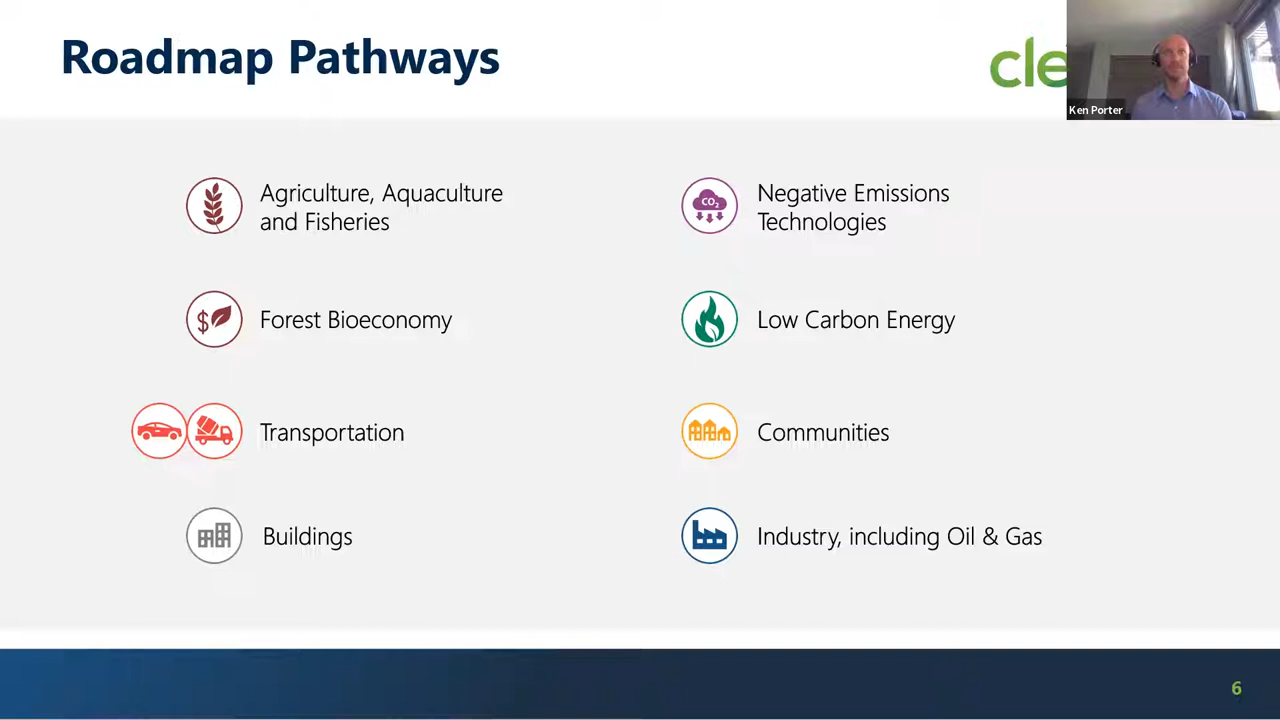 Roadmap Pathways
cle
Ken Porter
Agriculture, Aquaculture
and Fisheries
Negative Emissions
Technologies
CO2
$
Forest Bioeconomy
Low Carbon Energy
Transportation
Communities
Buildings
Industry, including Oil & Gas
6